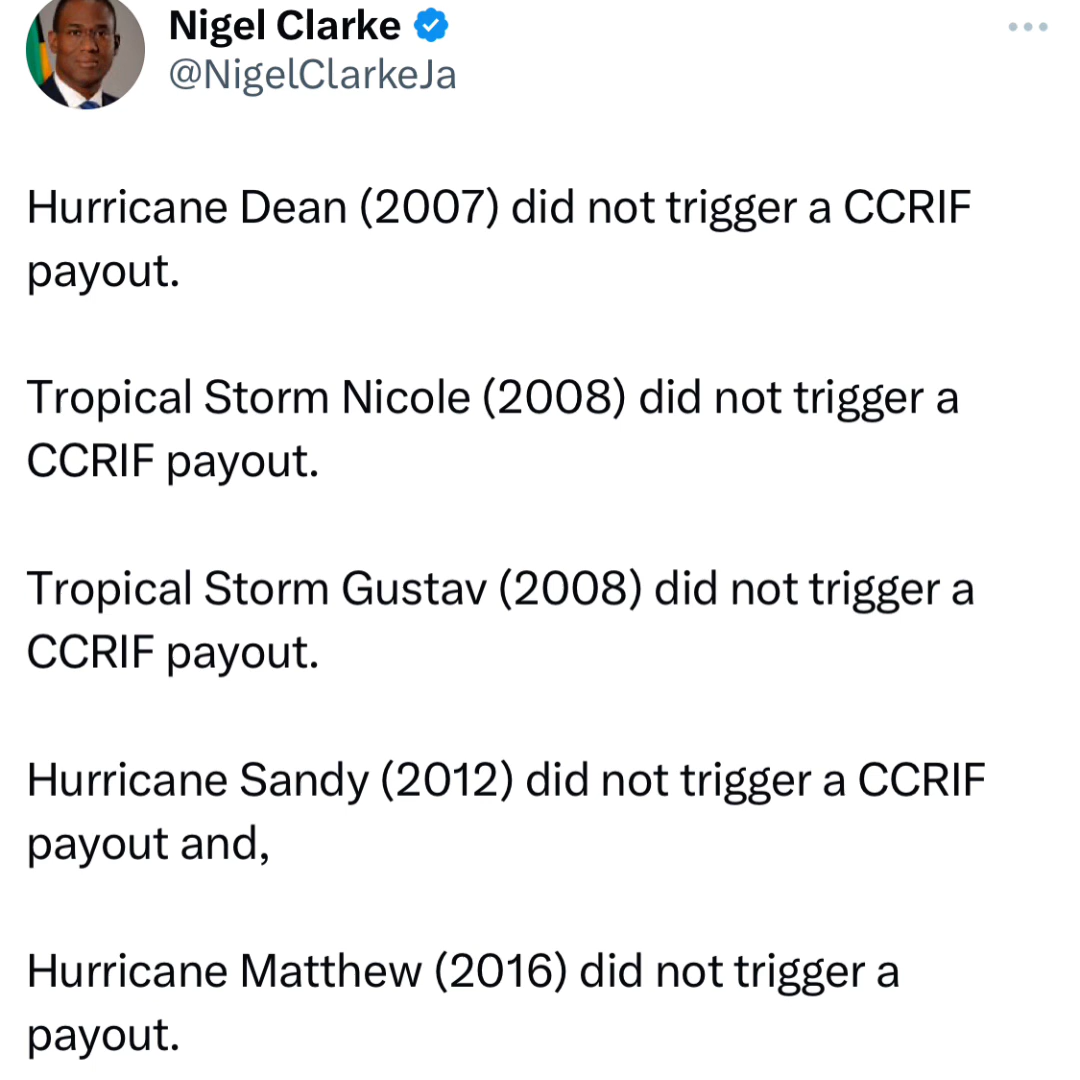 Nigel Clarke
@NigelClarkeJa
Hurricane Dean (2007) did not trigger a CCRIF
payout.
Tropical Storm Nicole (2008) did not trigger a
CCRIF payout.
Tropical Storm Gustav (2008) did not trigger a
CCRIF payout.
Hurricane Sandy (2012) did not trigger a CCRIF
payout and,
Hurricane Matthew (2016) did not trigger a
payout.